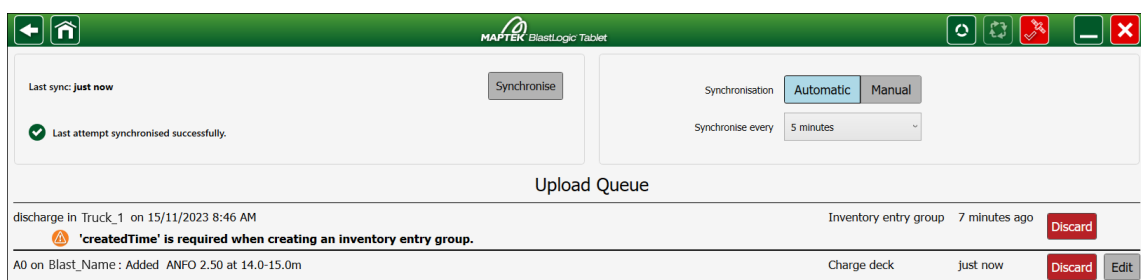 MAPTEK BlastLogic Tablet
Last sync: just now
Synchronise
Last attempt synchronised successfully.
Synchronisation Automatic Manual
Synchronise every 5 minutes
Upload Queue
discharge in Truck_1 on 15/11/2023 8:46 AM Inventory entry group 7 minutes ago Discard
'createdTime' is required when creating an inventory entry group.
A0 on Blast_Name : Added ANFO 2.50 at 14.0-15.0m Charge deck just now Discard Edit